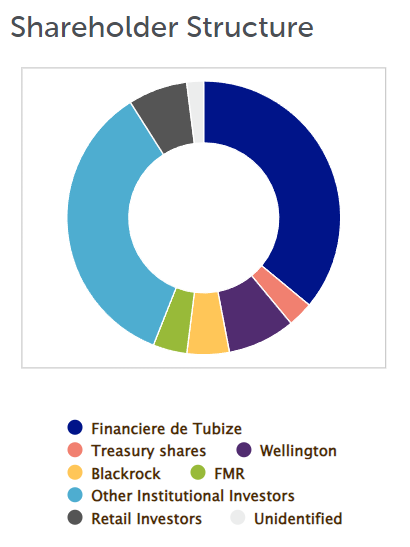 Shareholder Structure
Financiere de Tubize
Treasury shares Wellington
Blackrock FMR
Other Institutional Investors
Retail Investors Unidentified